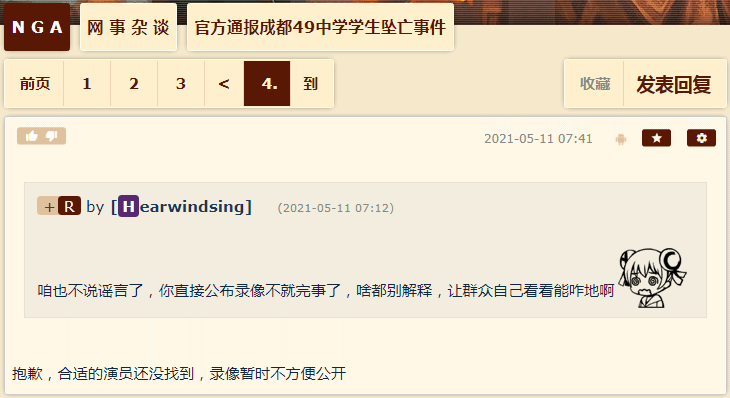 NGA 网事杂谈 官方通报成都49中学学生坠亡事件
前页 1 2 3 < 4. 到 收藏 发表回复
2021-05-11 07:41
+ R by [Hearwindsing] (2021-05-11 07:12)
咱也不说谣言了，你直接公布录像不就完事了，啥都别解释，让群众自己看看能咋地啊
抱歉，合适的演员还没找到，录像暂时不方便公开